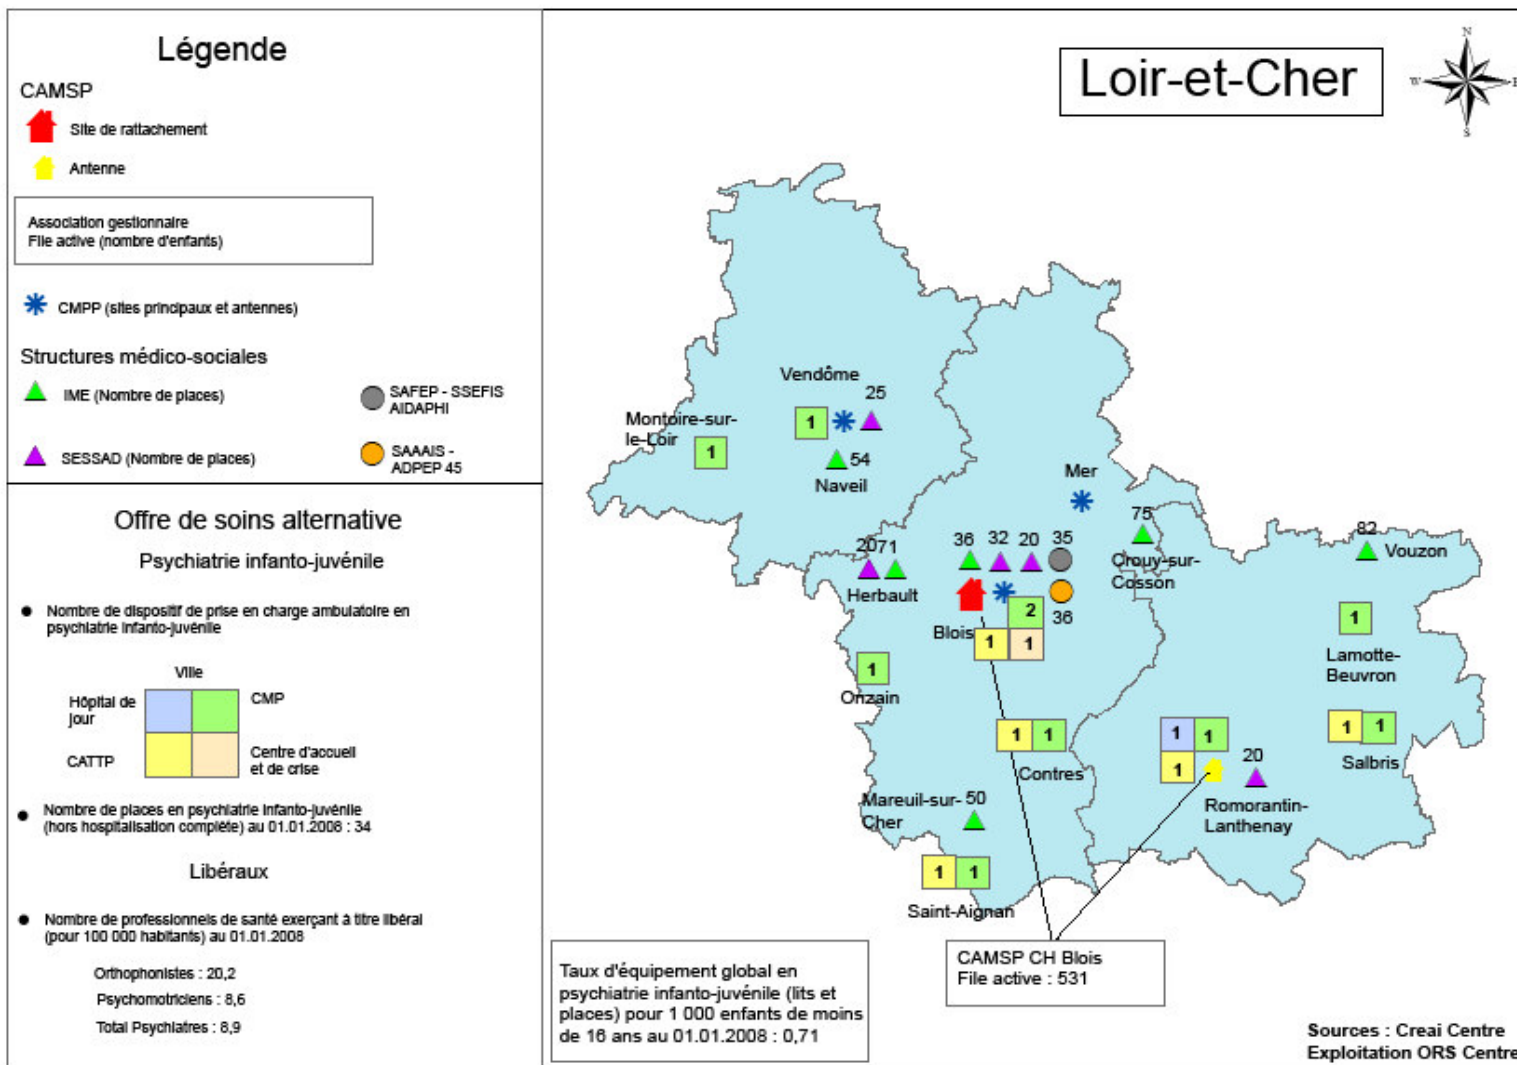 Légende
CAMSP
Site de rattachement
Antenne
Association gestionnaire
File active (nombre d'enfants)
CMPP (sites principaux et antennes)
Structures médico-sociales
IME (Nombre de places)
SAFEP - SSEFIS
AIDAPHI
SESSAD (Nombre de places)
SAAAIS -
ADPEP 45
Offre de soins alternative
Psychiatrie infanto-juvénile
Nombre de dispositif de prise en charge ambulatoire en
psychiatrie infanto-juvénile
Ville
Hôpital de
jour
CMP
CATTP
Centre d'accueil
et de crise
Nombre de places en psychiatrie infanto-juvénile
(hors hospitalisation complète) au 01.01.2008 : 34
Libéraux
Nombre de professionnels de santé exerçant à titre libéral
(pour 100 000 habitants) au 01.01.2008
Orthophonistes : 20,2
Psychomotriciens : 8,6
Total Psychiatres : 8,9
Loir-et-Cher
N
W
E
S
Vendôme
25
1
Montoire-sur-
le-Loir
1
54
Naveil
Mer
75
Crouy-sur-
Cosson
82
Vouzon
20
71
Herbault
36
32
20
35
36
Blois
2
1
1
1
Lamotte-
Beuvron
1
Onzain
1
1
Contres
1
1
1
20
Romorantin-
Lanthenay
1
1
Salbris
Mareuil-sur-
Cher
50
1
1
Saint-Aignan
Taux d'équipement global en
psychiatrie infanto-juvénile (lits et
places) pour 1 000 enfants de moins
de 16 ans au 01.01.2008 : 0,71
CAMSP CH Blois
File active : 531
Sources : Creai Centre
Exploitation ORS Centre